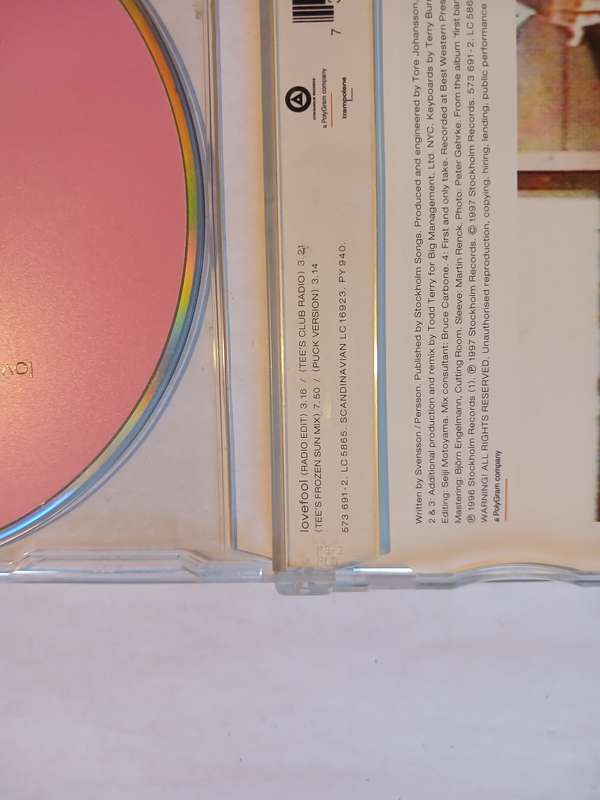 lovefool (RADIO EDIT) 3.16 / (TEE'S CLUB RADIO) 3.21
(TEE'S FROZEN SUN MIX) 7.50 / (PUCK VERSION) 3.14
573 691-2. LC 5865. SCANDINAVIAN LC 16923. PY 940.
STOCKHOLM RECORDS
a PolyGram company
trampolene
7
Written by Svensson / Persson. Published by Stockholm Songs. Produced and engineered by Tore Johansson.
2 & 3: Additional production and remix by Todd Terry for Big Management, Ltd. NYC. Keyboards by Terry
Editing: Seiji Motoyama. Mix consultant: Bruce Carbone. 4: First and only take. Recorded at Best Western
Mastering: Björn Engelmann, Cutting Room. Sleeve: Martin Renck. Photo: Peter Gehrke. From the album 'first
℗ 1996 Stockholm Records (1). ℗ 1997 Stockholm Records. © 1997 Stockholm Records. 573 691-2. LC
WARNING! ALL RIGHTS RESERVED. Unauthorised reproduction, copying, hiring, lending, public performance
a PolyGram company